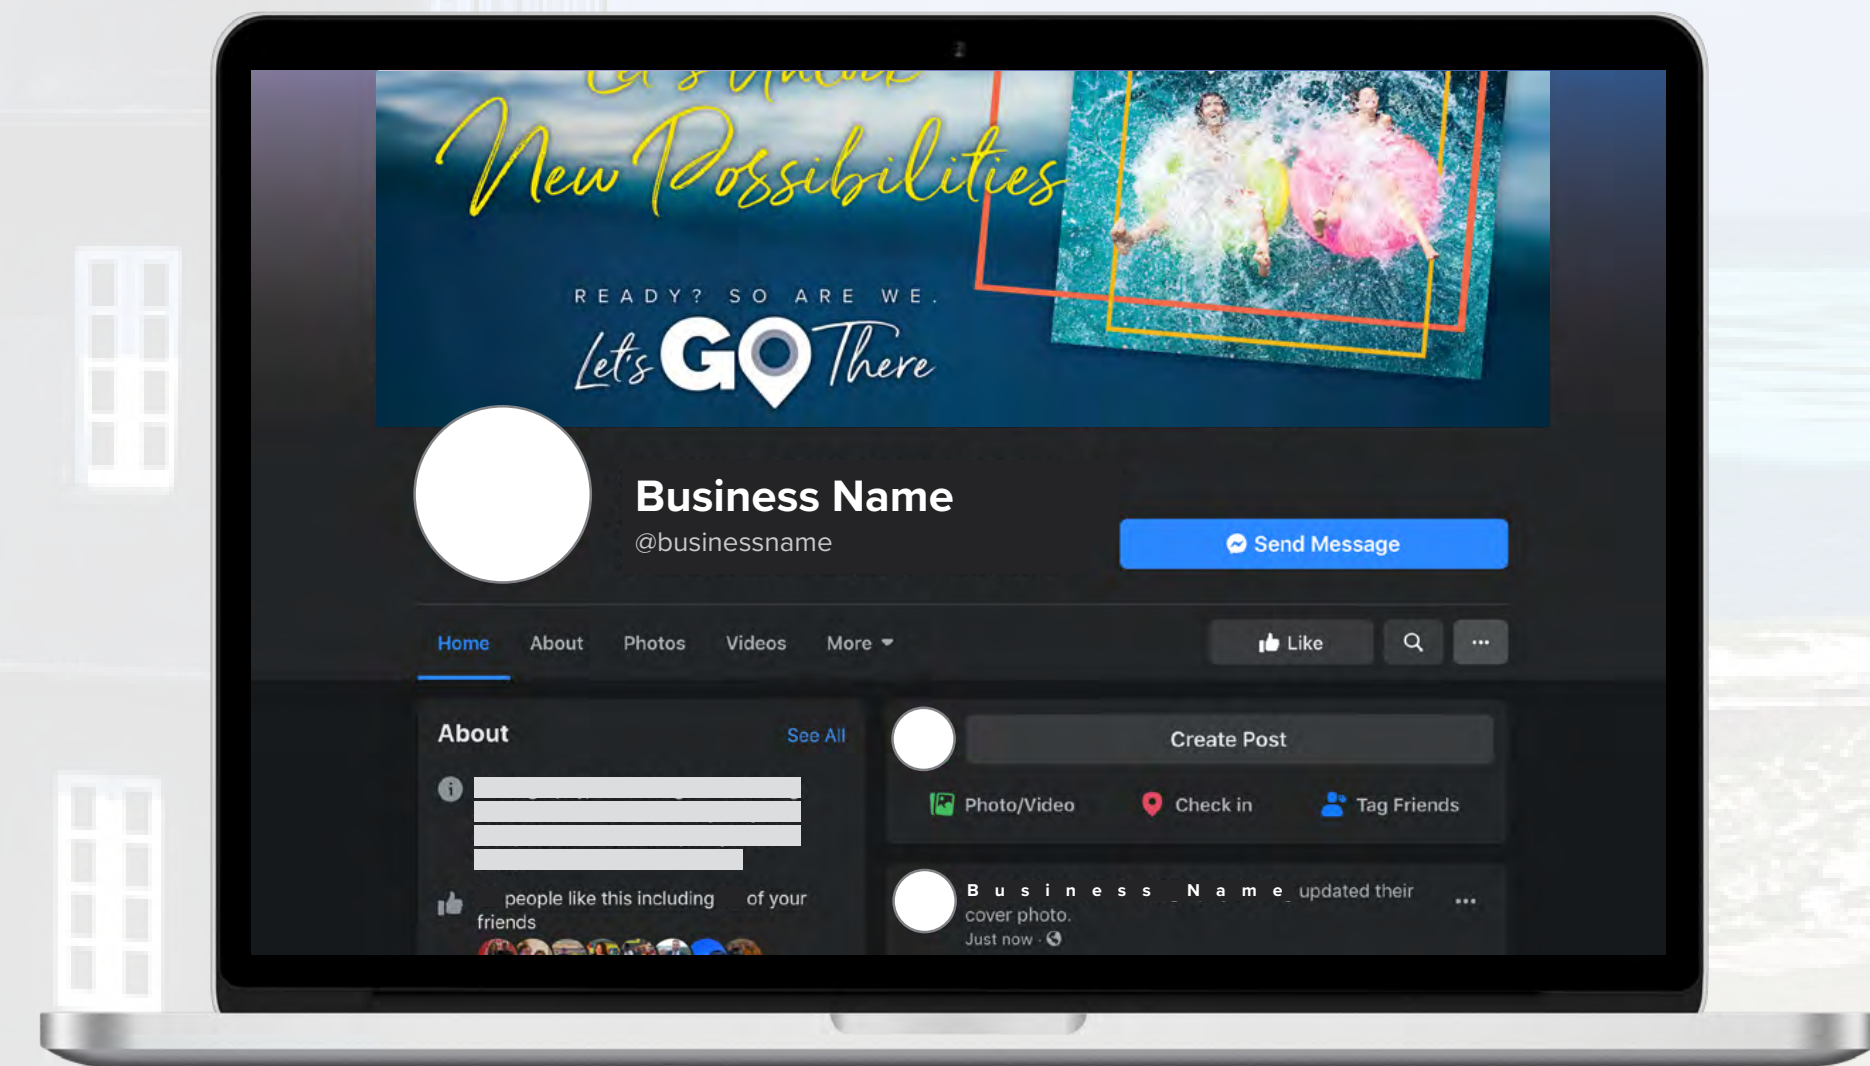 Let's Unlock
New Possibilities
READY? SO ARE WE.
Let's GO There
Business Name
@businessname
Send Message
Home About Photos Videos More
Like
About See All
Create Post
Photo/Video Check in Tag Friends
people like this including of your
friends
Business Name updated their
cover photo.
Just now